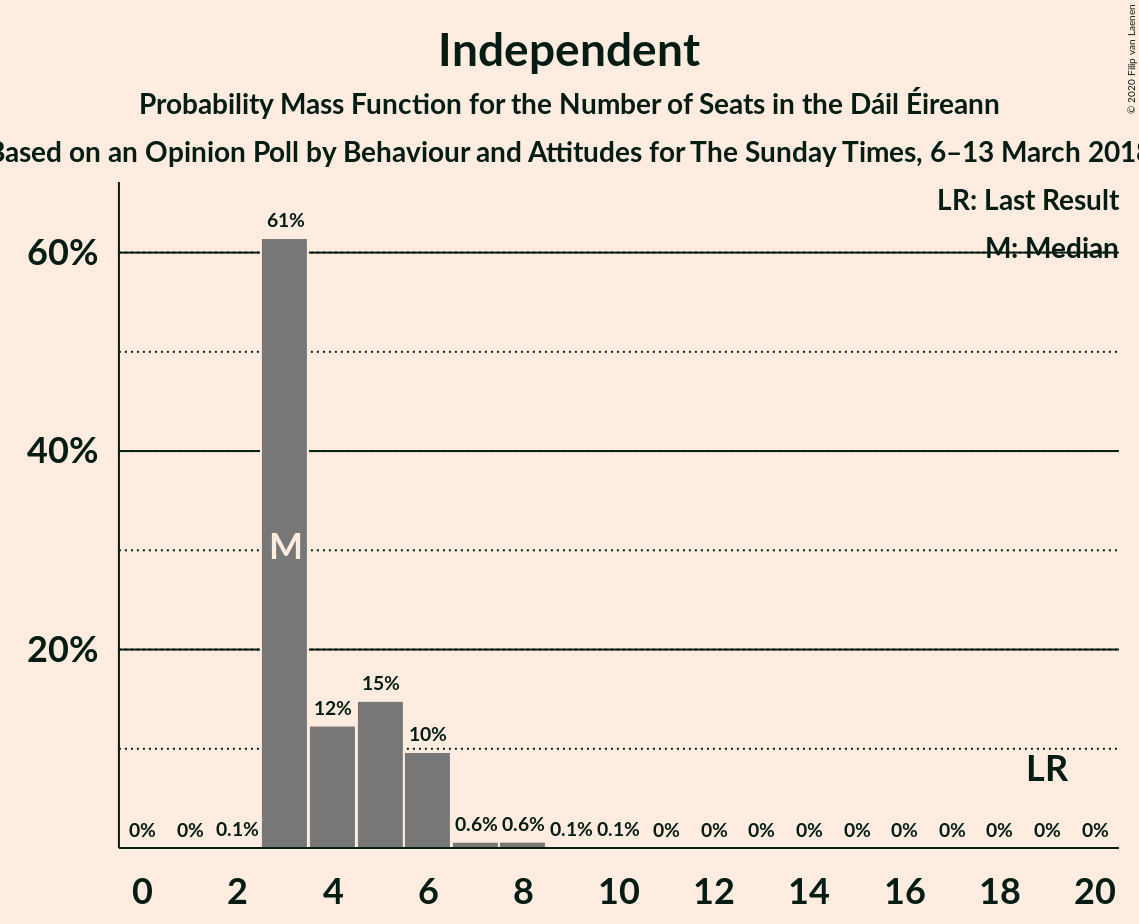 Independent
Probability Mass Function for the Number of Seats in the Dáil Éireann
Based on an Opinion Poll by Behaviour and Attitudes for The Sunday Times, 6–13 March 2018
© 2020 Filip van Laenen
LR: Last Result
M: Median
60%
40%
20%
61%
M
12%
15%
10%
LR
0% 0% 0.1% 0.6% 0.6% 0.1% 0.1% 0% 0% 0% 0% 0% 0% 0% 0% 0% 0%
0 2 4 6 8 10 12 14 16 18 20